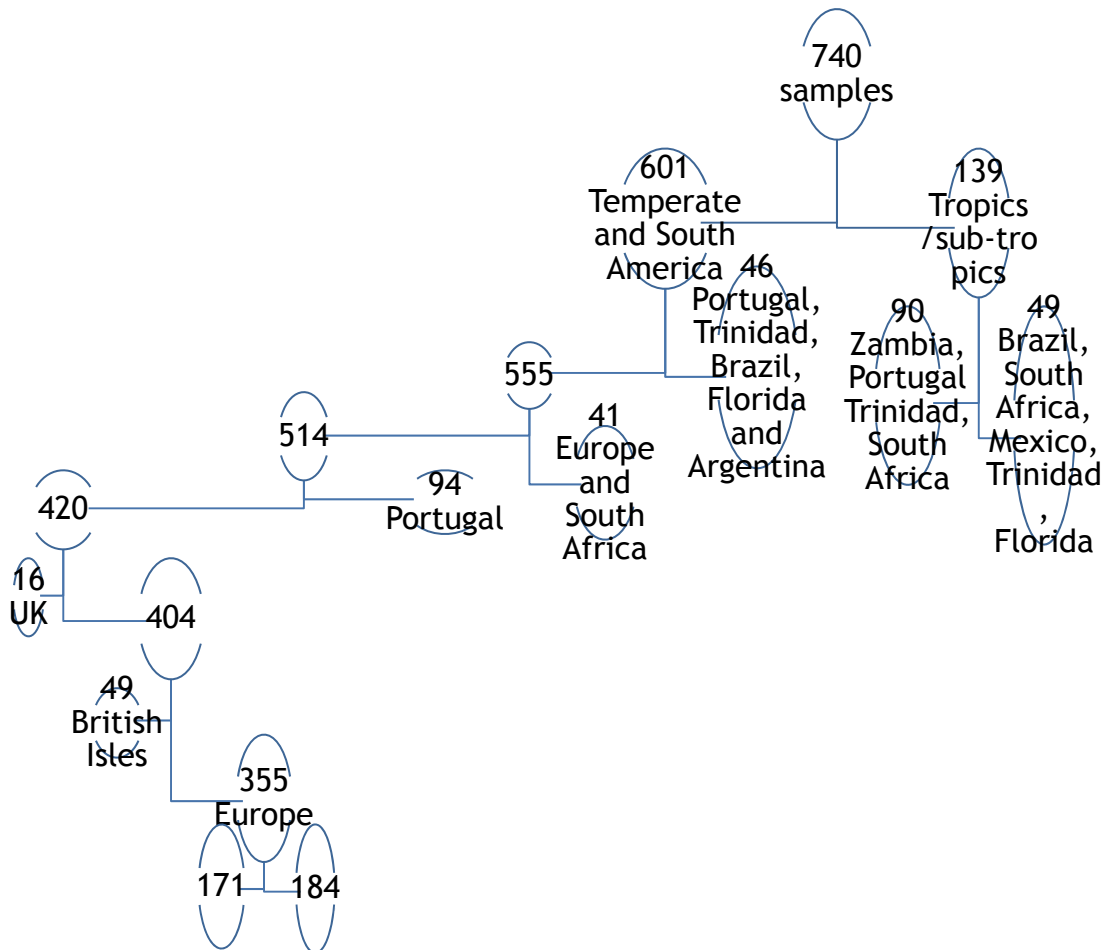 740
samples
601
Temperate
and South
America
139
Tropics
/sub-tro
pics
46
Portugal,
Trinidad,
Brazil,
Florida
and
Argentina
90
Zambia,
Portugal
Trinidad,
South
Africa
49
Brazil,
South
Africa,
Mexico,
Trinidad
,
Florida
555
41
Europe
and
South
Africa
514
94
Portugal
420
16
UK
404
49
British
Isles
355
Europe
171
184